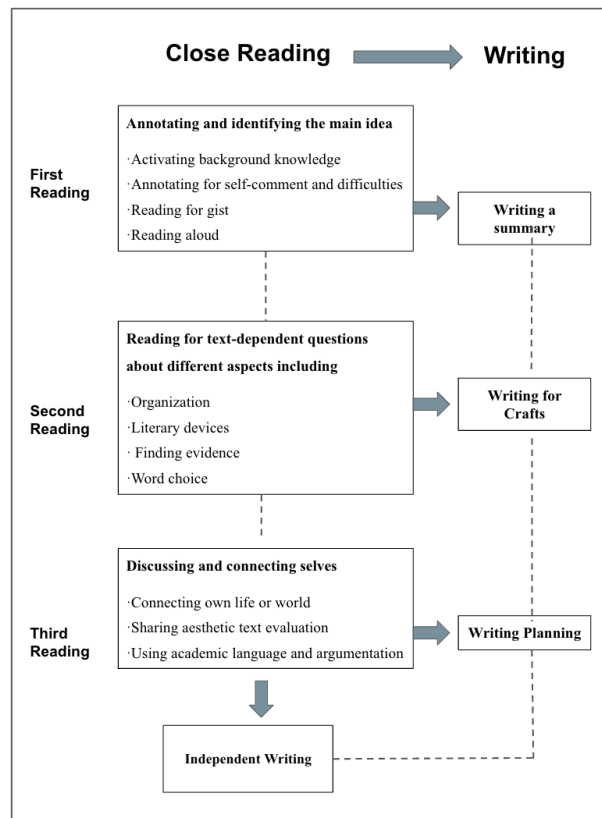 Close Reading
Writing
First
Reading
Annotating and identifying the main idea
·Activating background knowledge
·Annotating for self-comment and difficulties
·Reading for gist
·Reading aloud
Writing a
summary
Second
Reading
Reading for text-dependent questions
about different aspects including
·Organization
·Literary devices
· Finding evidence
·Word choice
Writing for
Crafts
Third
Reading
Discussing and connecting selves
·Connecting own life or world
·Sharing aesthetic text evaluation
·Using academic language and argumentation
Writing Planning
Independent Writing